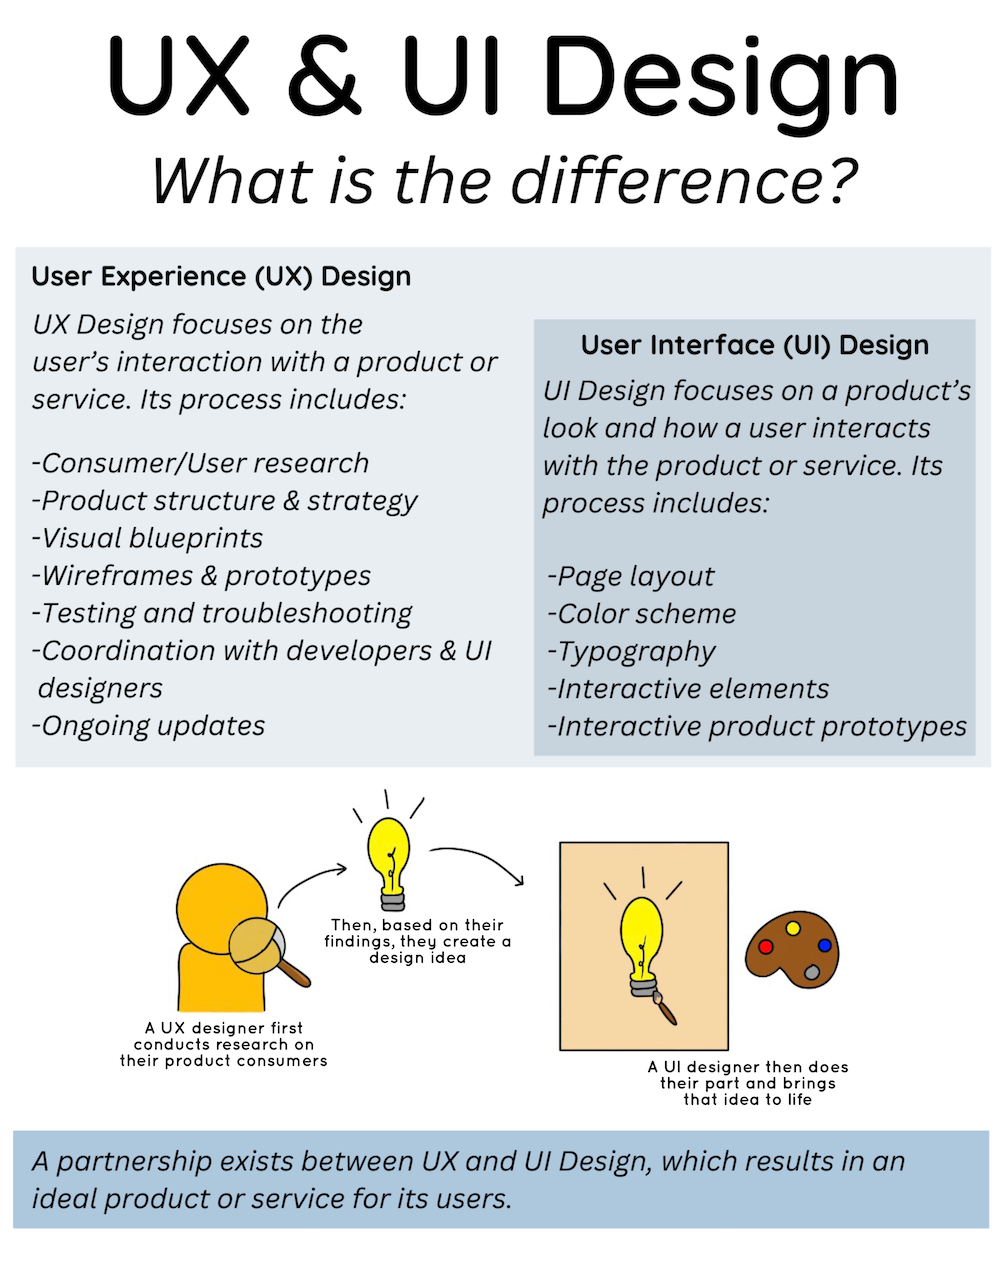 UX & UI Design
What is the difference?
User Experience (UX) Design
UX Design focuses on the
user’s interaction with a product or
service. Its process includes:
-Consumer/User research
-Product structure & strategy
-Visual blueprints
-Wireframes & prototypes
-Testing and troubleshooting
-Coordination with developers & UI
designers
-Ongoing updates
User Interface (UI) Design
UI Design focuses on a product’s
look and how a user interacts
with the product or service. Its
process includes:
-Page layout
-Color scheme
-Typography
-Interactive elements
-Interactive product prototypes
A UX designer first
conducts research on
their product consumers
Then, based on their
findings, they create a
design idea
A UI designer then does
their part and brings
that idea to life
A partnership exists between UX and UI Design, which results in an
ideal product or service for its users.